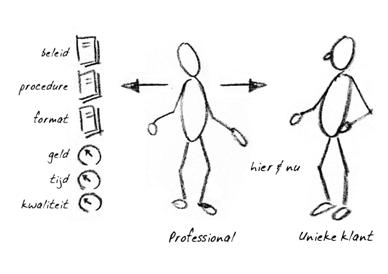 beleid
procedure
format
geld
tijd
kwaliteit
hier & nu
Professional
Unieke klant